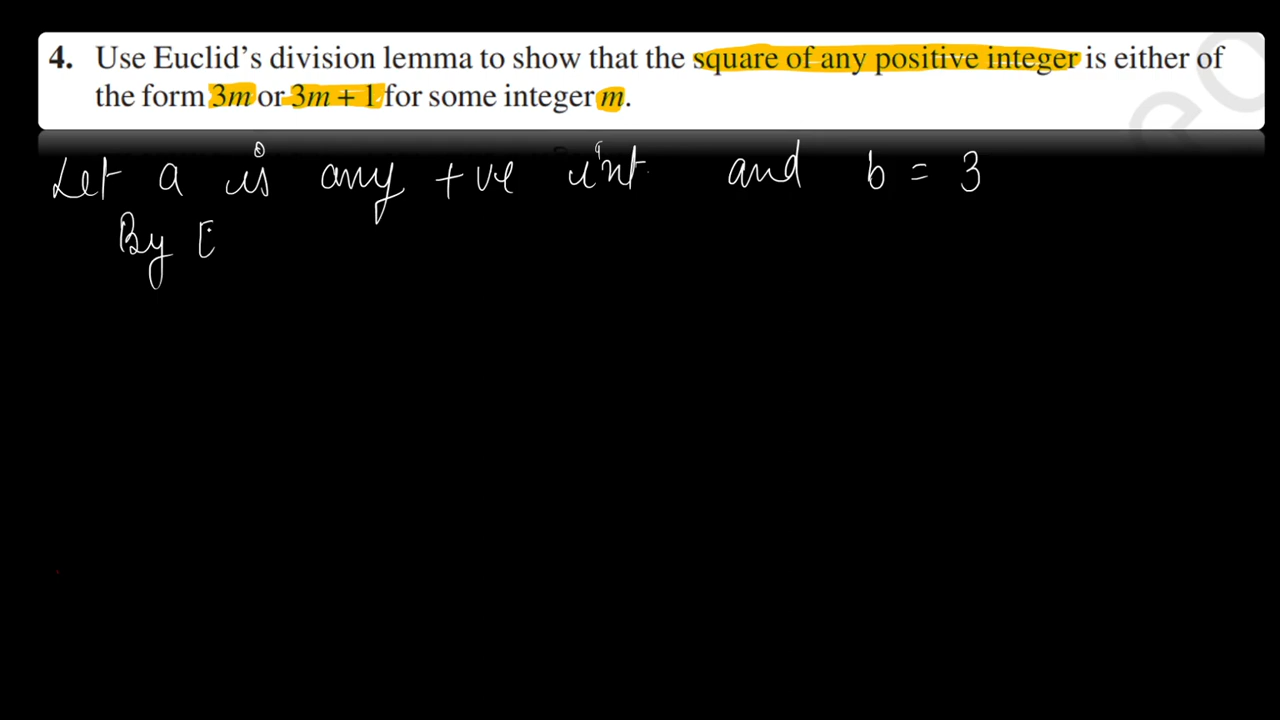 4. Use Euclid's division lemma to show that the square of any positive integer is either of
the form 3m or 3m + 1 for some integer m.
Let a is any +ve int and b = 3
By